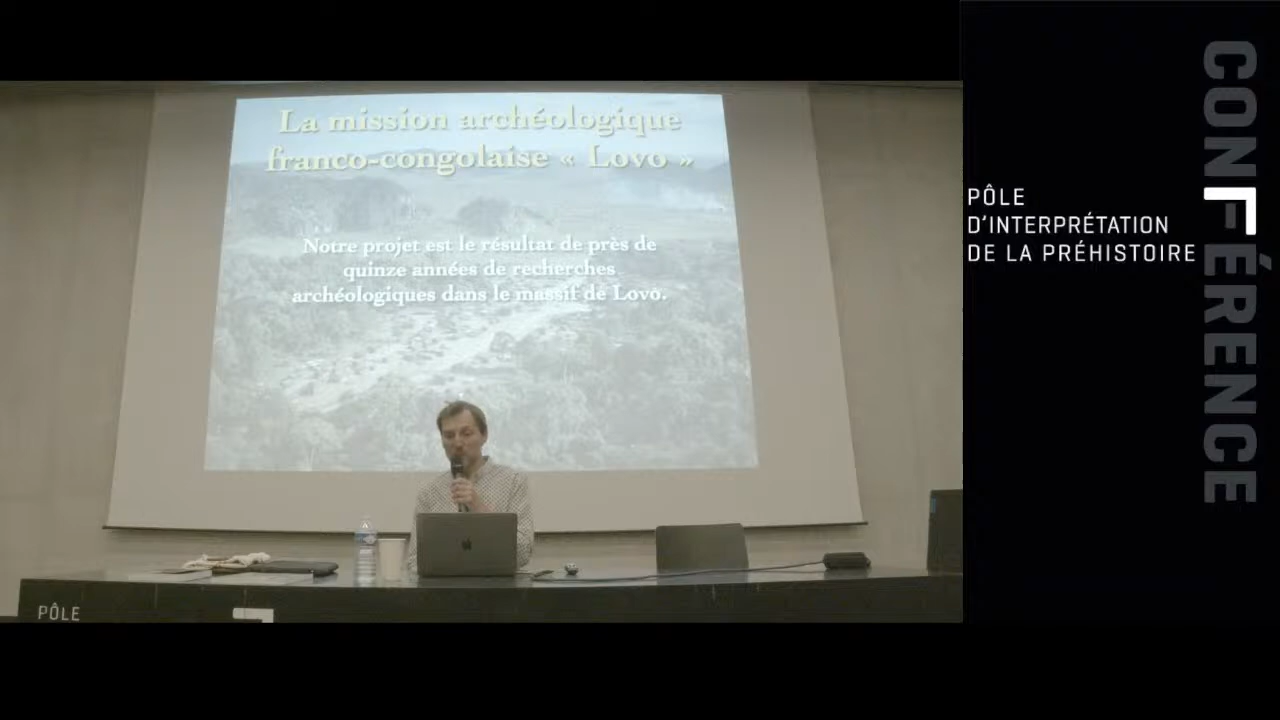 La mission archéologique
franco-congolaise « Lovo »
Notre projet est le résultat de près de
quinze années de recherches
archéologiques dans le massif de Lovo.
PÔLE
PÔLE
D'INTERPRÉTATION
DE LA PRÉHISTOIRE
CONFÉRENCE